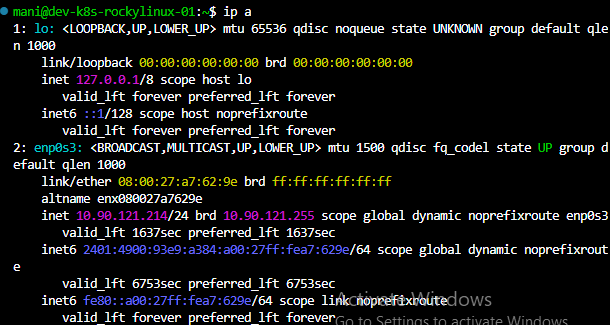 mani@dev-k8s-rockylinux-01:~$ ip a
1: lo: <LOOPBACK,UP,LOWER_UP> mtu 65536 qdisc noqueue state UNKNOWN group default qle
n 1000
    link/loopback 00:00:00:00:00:00 brd 00:00:00:00:00:00
    inet 127.0.0.1/8 scope host lo
       valid_lft forever preferred_lft forever
    inet6 ::1/128 scope host noprefixroute
       valid_lft forever preferred_lft forever
2: enp0s3: <BROADCAST,MULTICAST,UP,LOWER_UP> mtu 1500 qdisc fq_codel state UP group d
efault qlen 1000
    link/ether 08:00:27:a7:62:9e brd ff:ff:ff:ff:ff:ff
    altname enx080027a7629e
    inet 10.90.121.214/24 brd 10.90.121.255 scope global dynamic noprefixroute enp0s3
       valid_lft 1637sec preferred_lft 1637sec
    inet6 2401:4900:93e9:a384:a00:27ff:fea7:629e/64 scope global dynamic noprefixrout
e
       valid_lft 6753sec preferred_lft 6753sec
    inet6 fe80::a00:27ff:fea7:629e/64 scope link noprefixroute
       valid_lft forever preferred_lft forever
Activate Windows
Go to Settings to activate Windows.